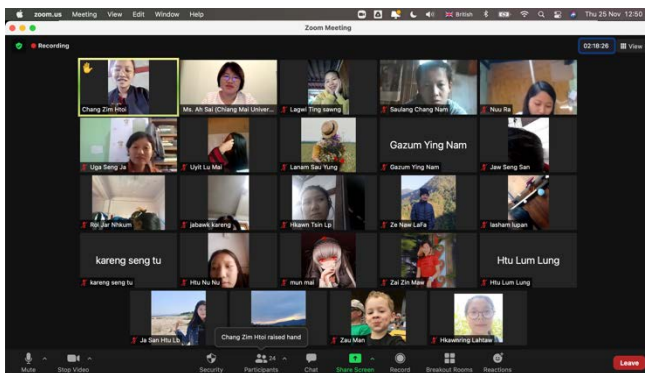 zoom.us Meeting View Edit Window Help
British
Thu 25 Nov 12:50
Zoom Meeting
Recording
02:18:26
View
Chang Zim Htoi
Ms. Ah Sai (Chiang Mai Univer...
Lagwi Ting sawng
Saulang Chang Nam
Nuu Ra
Uga Seng Ja
Uyit Lu Mai
Lanam Sau Yung
Gazum Ying Nam
Gazum Ying Nam
Jaw Seng San
Roi Jar Nhkum
jabawk kareng
Hkawn Tsin Lp
Ze Naw LaFa
lasham lupan
kareng seng tu
kareng seng tu
Htu Nu Nu
mun mai
Zai Zin Maw
Htu Lum Lung
Htu Lum Lung
Ja San Htu Lb
Chang Zim Htoi raised hand
Zau Man
Hkawnring Lahtaw
Mute
Stop Video
Security
Participants
24
Chat
Share Screen
Record
Breakout Rooms
Reactions
Leave